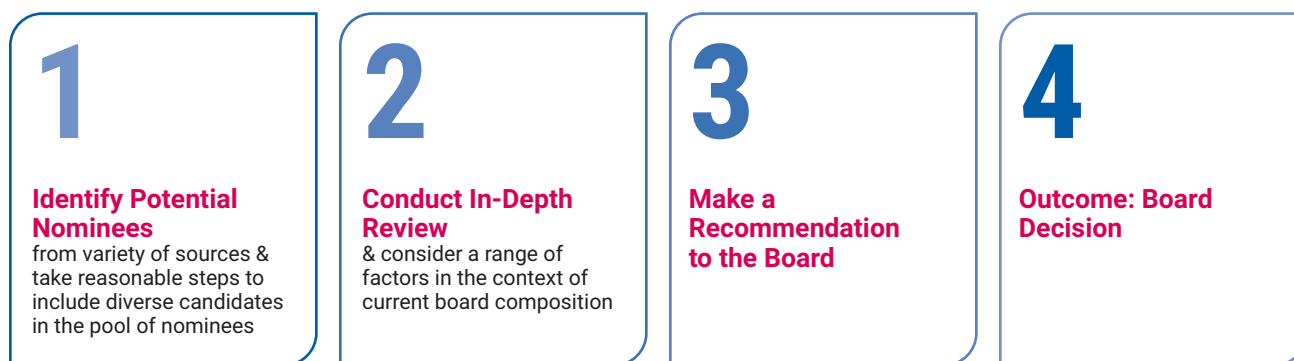 1
Identify Potential
Nominees
from variety of sources &
take reasonable steps to
include diverse candidates
in the pool of nominees
2
Conduct In-Depth
Review
& consider a range of
factors in the context of
current board composition
3
Make a
Recommendation
to the Board
4
Outcome: Board
Decision